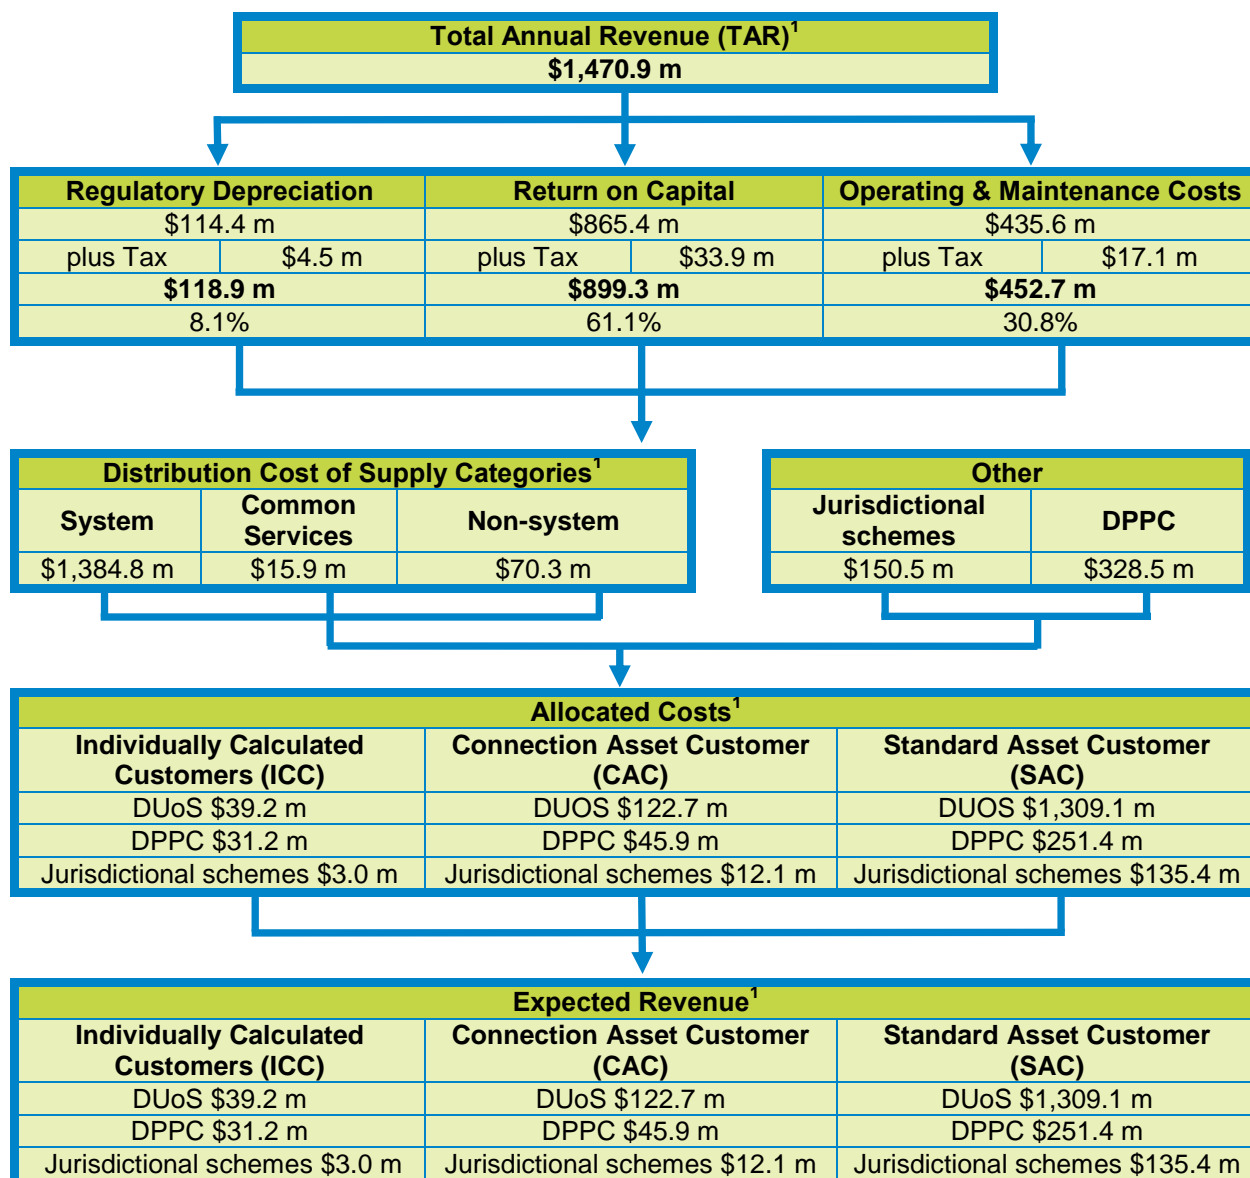 Total Annual Revenue (TAR)¹
$1,470.9 m
Regulatory Depreciation Return on Capital Operating & Maintenance Costs
$114.4 m $865.4 m $435.6 m
plus Tax $4.5 m plus Tax $33.9 m plus Tax $17.1 m
$118.9 m $899.3 m $452.7 m
8.1% 61.1% 30.8%
Distribution Cost of Supply Categories¹
System
Common
Services
Non-system
$1,384.8 m $15.9 m $70.3 m
Other
Jurisdictional
schemes
DPPC
$150.5 m $328.5 m
Allocated Costs¹
Individually Calculated
Customers (ICC)
Connection Asset Customer
(CAC)
Standard Asset Customer
(SAC)
DUoS $39.2 m DUOS $122.7 m DUOS $1,309.1 m
DPPC $31.2 m DPPC $45.9 m DPPC $251.4 m
Jurisdictional schemes $3.0 m Jurisdictional schemes $12.1 m Jurisdictional schemes $135.4 m
Expected Revenue¹
Individually Calculated
Customers (ICC)
Connection Asset Customer
(CAC)
Standard Asset Customer
(SAC)
DUoS $39.2 m DUoS $122.7 m DUoS $1,309.1 m
DPPC $31.2 m DPPC $45.9 m DPPC $251.4 m
Jurisdictional schemes $3.0 m Jurisdictional schemes $12.1 m Jurisdictional schemes $135.4 m